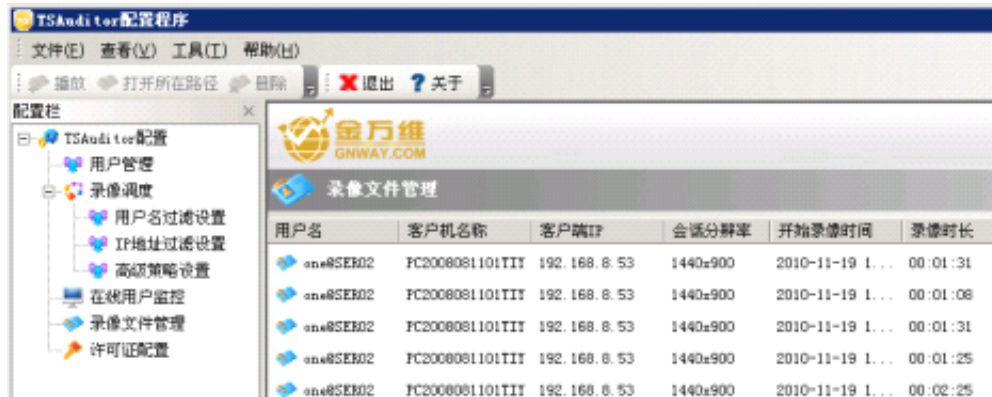 TSAuditor配置程序
文件(F) 查看(V) 工具(T) 帮助(H)
播放 打开所在路径 删除 退出 ? 关于
配置栏
TSAuditor配置
用户管理
录像调度
用户名过滤设置
IP地址过滤设置
高级策略设置
在线用户监控
录像文件管理
许可证配置
金万维
GNWAY.COM
录像文件管理
用户名 客户机名称 客户端IP 会话分辨率 开始录像时间 录像时长
one@SER02 PC2008081101TIY 192.168.8.53 1440x900 2010-11-19 1... 00:01:31
one@SER02 PC2008081101TIY 192.168.8.53 1440x900 2010-11-19 1... 00:01:08
one@SER02 PC2008081101TIY 192.168.8.53 1440x900 2010-11-19 1... 00:01:31
one@SER02 PC2008081101TIY 192.168.8.53 1440x900 2010-11-19 1... 00:01:25
one@SER02 PC2008081101TIY 192.168.8.53 1440x900 2010-11-19 1... 00:02:25